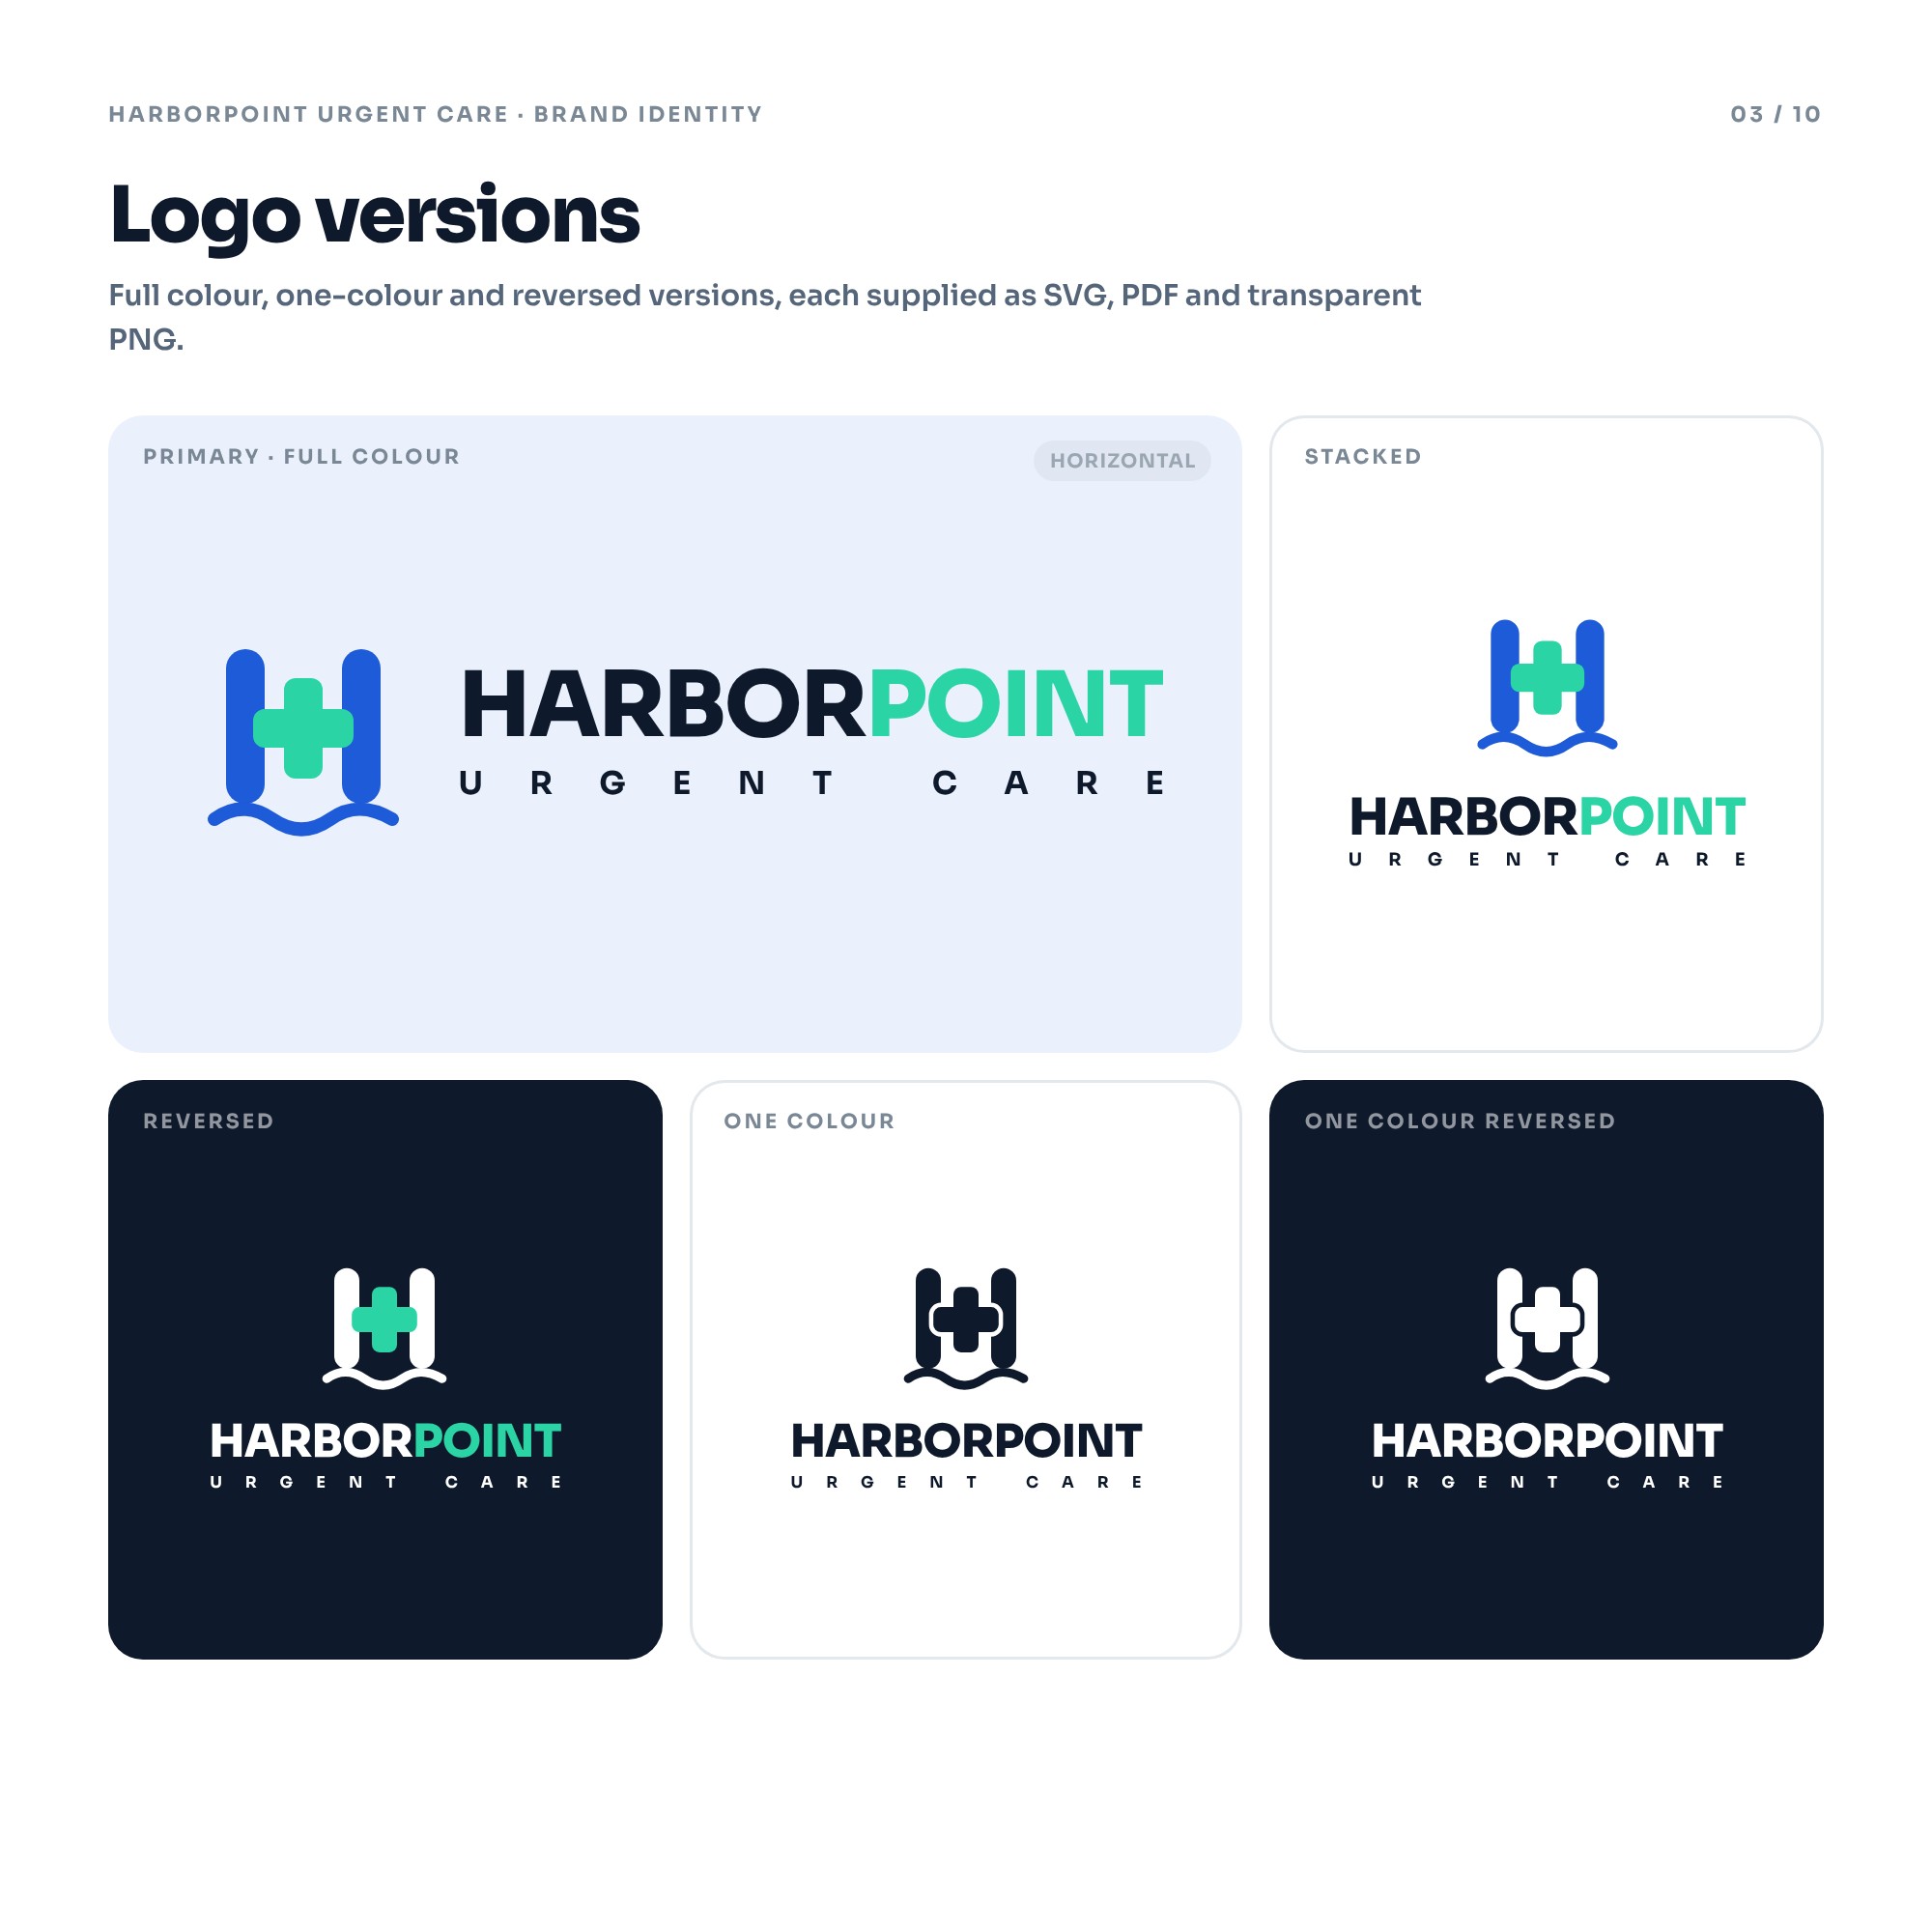 HARBORPOINT URGENT CARE · BRAND IDENTITY
03 / 10
Logo versions
Full colour, one-colour and reversed versions, each supplied as SVG, PDF and transparent
PNG.
PRIMARY · FULL COLOUR
HORIZONTAL
HARBORPOINT
URGENT CARE
STACKED
HARBORPOINT
URGENT CARE
REVERSED
HARBORPOINT
URGENT CARE
ONE COLOUR
HARBORPOINT
URGENT CARE
ONE COLOUR REVERSED
HARBORPOINT
URGENT CARE